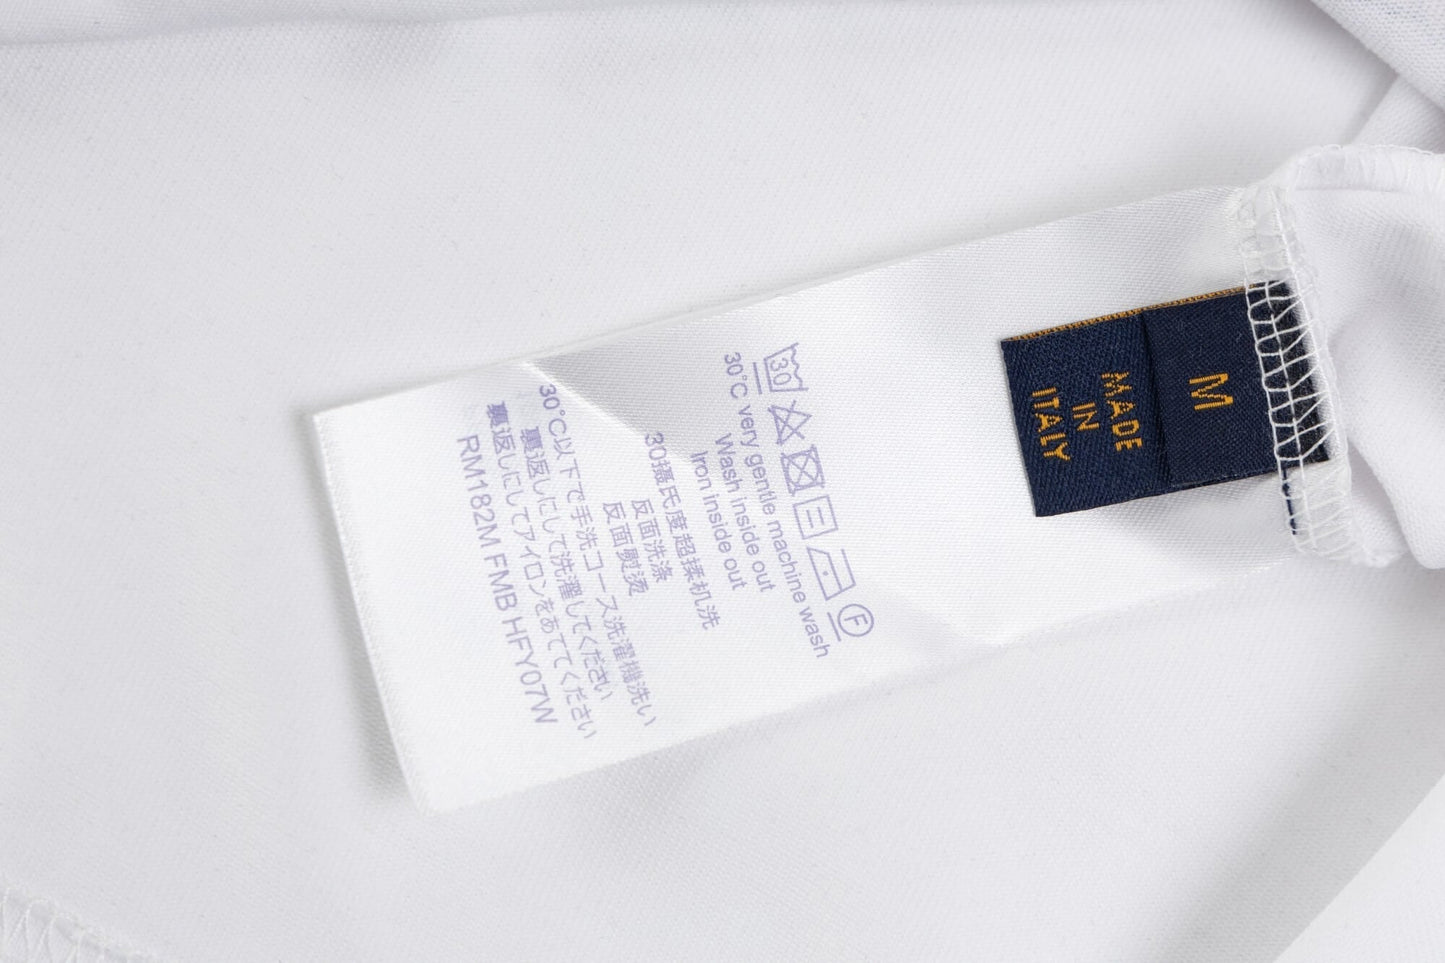 M
MADE
IN
ITALY
30
F
30°C very gentle machine wash
Wash inside out
Iron inside out
30摄氏度超揉机洗
反面洗涤
反面熨烫
30°C以下で手洗コース洗濯機洗い
裏返しにして洗濯してください
裏返しにしてアイロンをあててください
RM182M FMB HFY07W